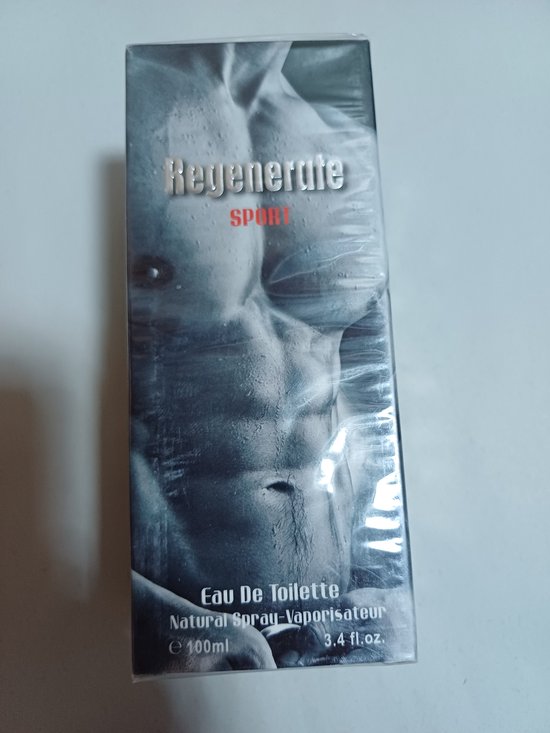 Regenerate
SPORT
Eau De Toilette
Natural Spray-Vaporisateur
℮ 100ml 3.4 fl.oz.